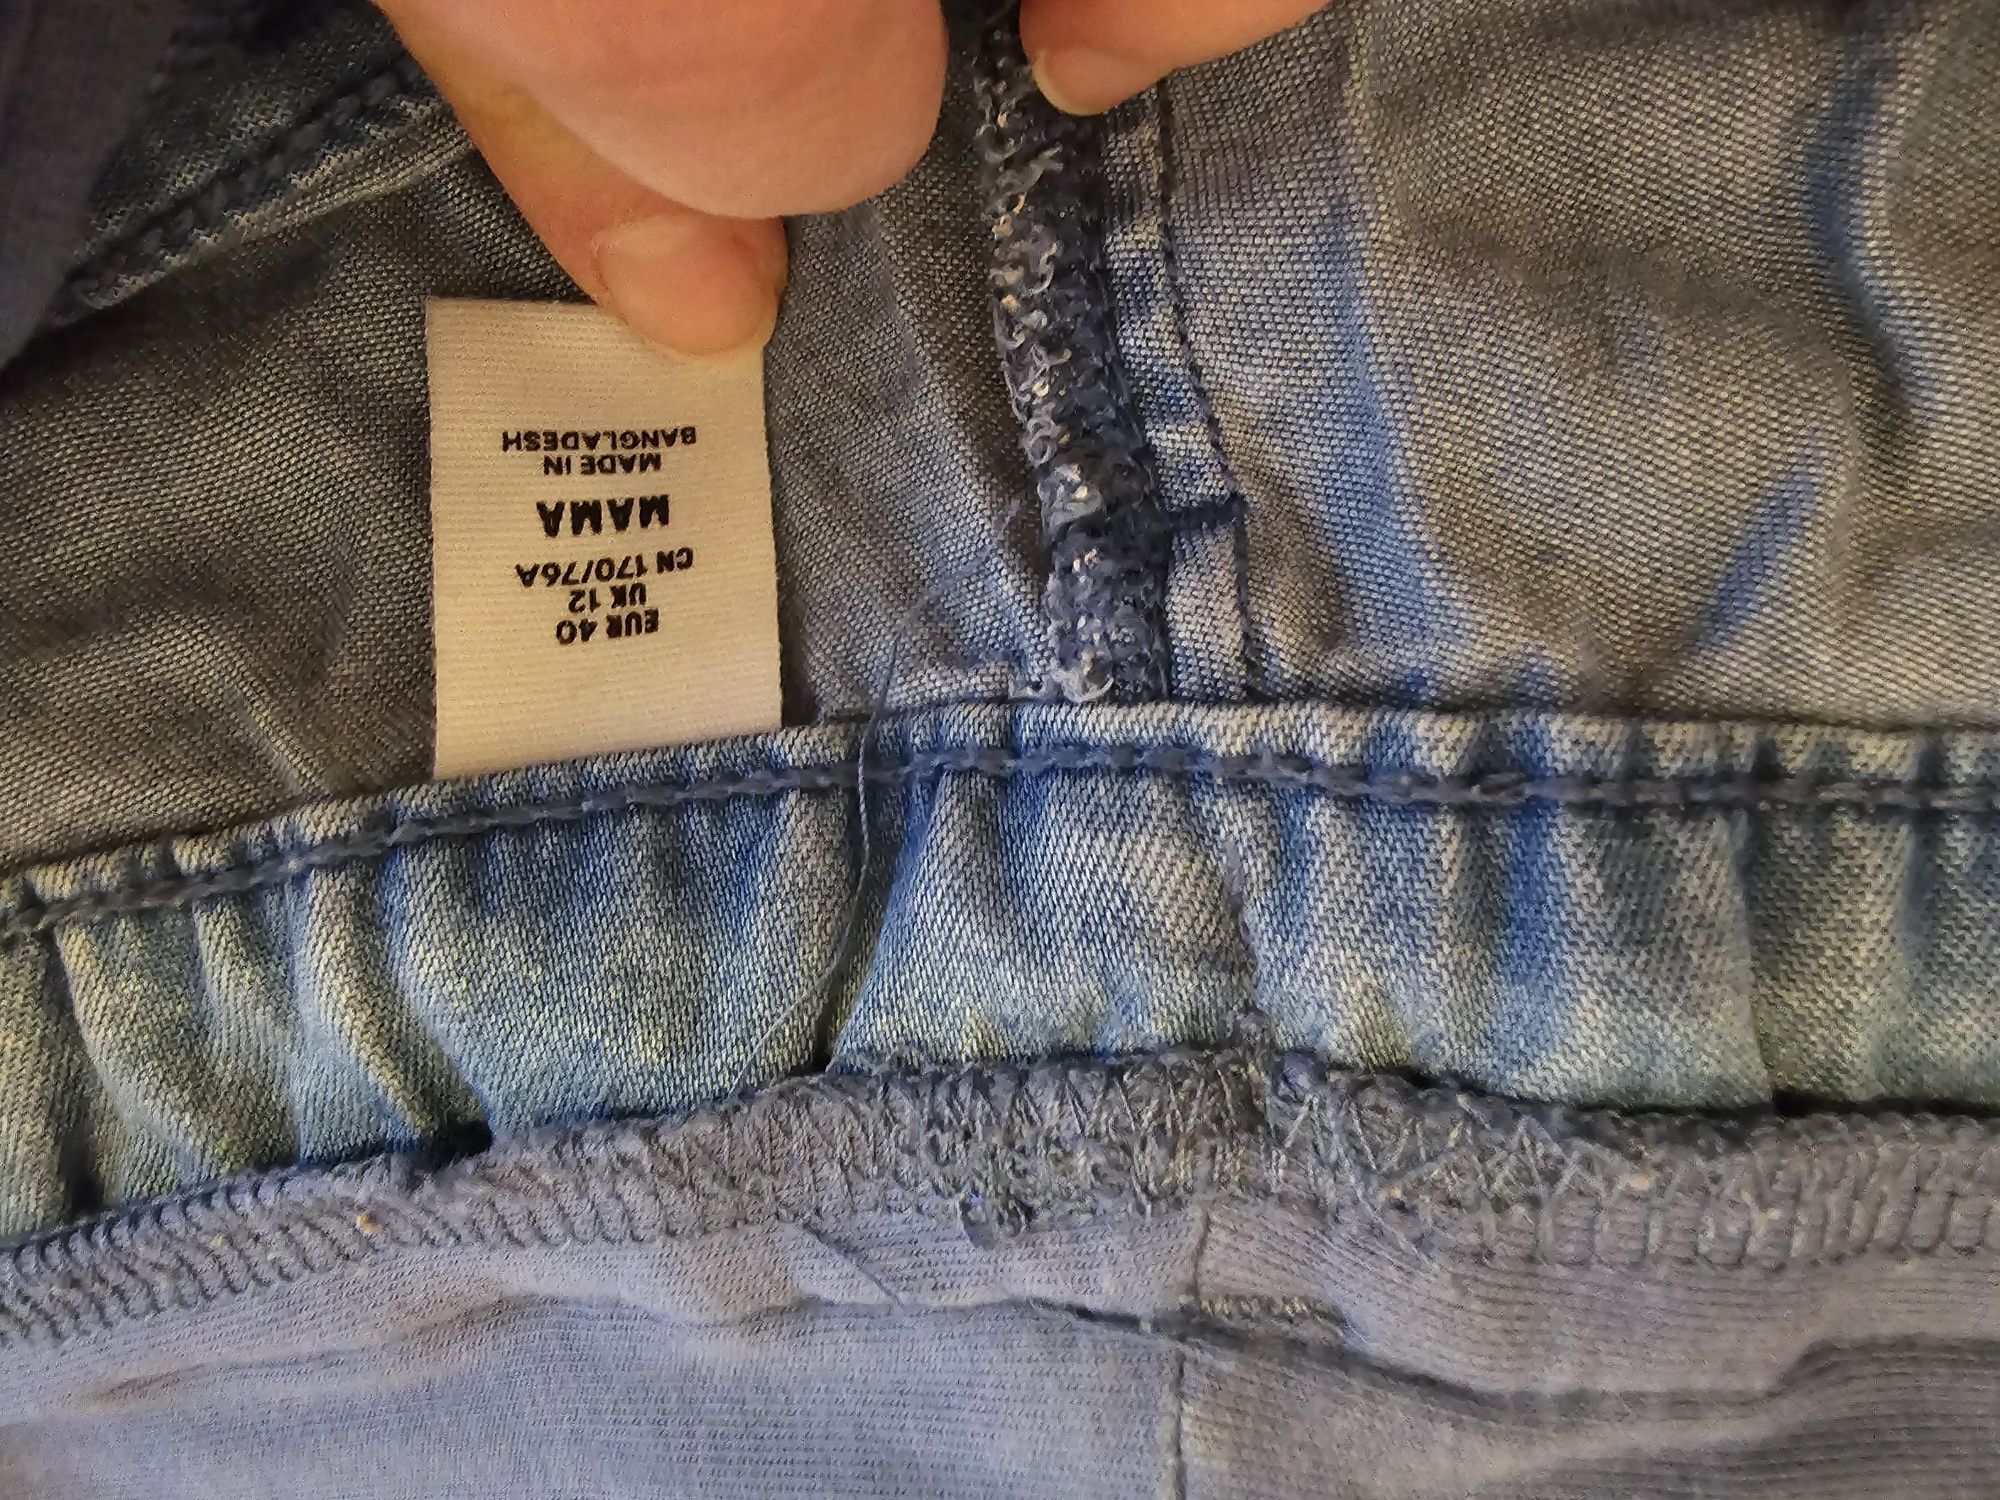 EUR 40
UK 12
CN 170/76A
MAMA
MADE IN
BANGLADESH